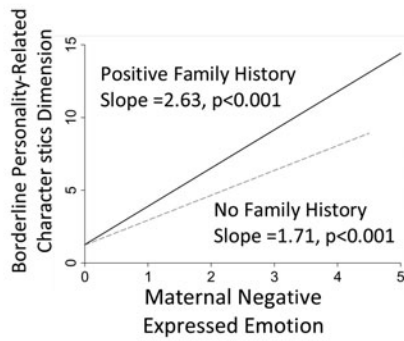 Borderline Personality-Related
Character stics Dimension
15
10
5
0
Positive Family History
Slope =2.63, p<0.001
No Family History
Slope =1.71, p<0.001
0 1 2 3 4 5
Maternal Negative
Expressed Emotion